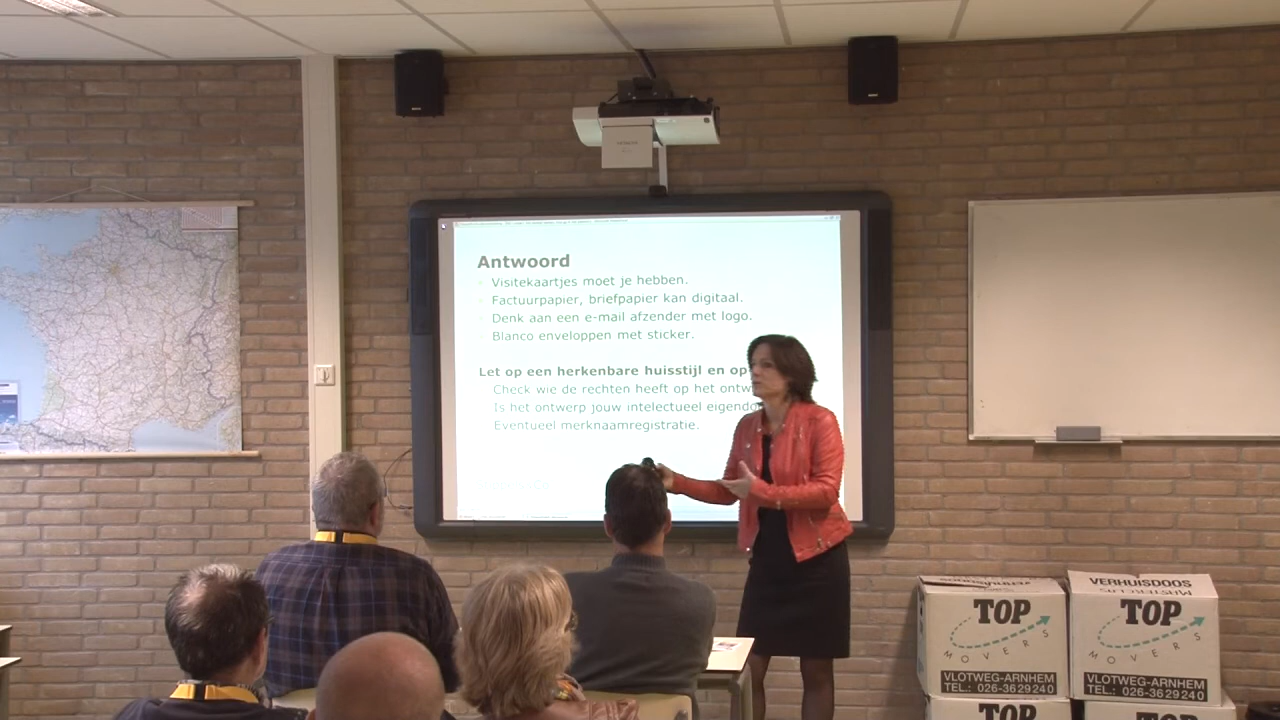 HITACHI
Antwoord
Visitekaartjes moet je hebben.
Factuurpapier, briefpapier kan digitaal.
Denk aan een e-mail afzender met logo.
Blanco enveloppen met sticker.
Let op een herkenbare huisstijl en op
Check wie de rechten heeft op het ontw
Is het ontwerp jouw intelectueel eigendo
Eventueel merknaamregistratie.
TOP
MOVERS
VLOTWEG-ARNHEM
TEL.: 026-3629240
VERHUISDOOS
TOP
MOVERS
VLOTWEG-ARNHEM
TEL.: 026-3629240
TOP
TOP